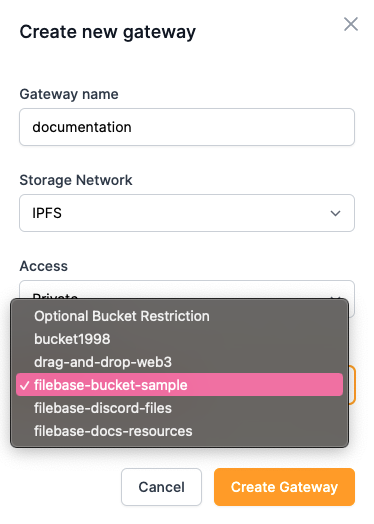 Create new gateway
Gateway name
documentation
Storage Network
IPFS
Access
Private
Optional Bucket Restriction
bucket1998
drag-and-drop-web3
✓ filebase-bucket-sample
filebase-discord-files
filebase-docs-resources
Cancel
Create Gateway